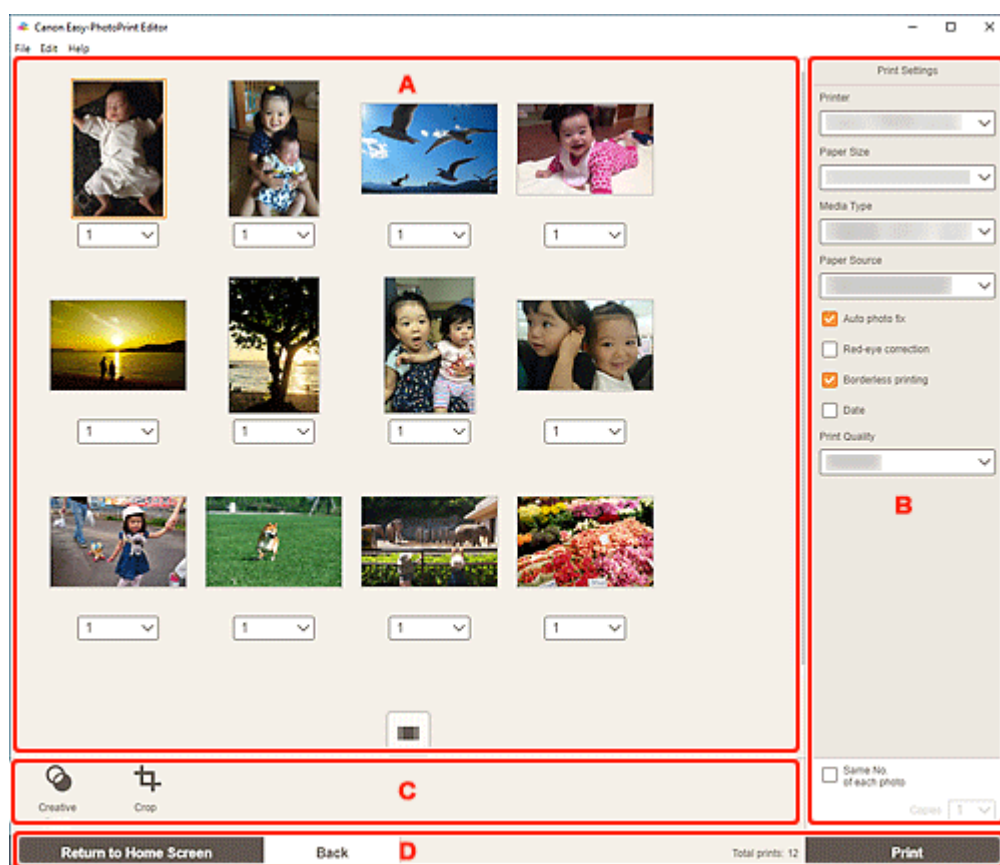 Canon Easy-PhotoPrint Editor
File Edit Help
A
Print Settings
Printer
Paper Size
Media Type
Paper Source
Auto photo fix
Red-eye correction
Borderless printing
Date
Print Quality
B
1 1 1 1
1 1 1 1
1 1 1 1
Same No.
of each photo
Copies 1
Creative
Crop
C
Return to Home Screen
Back
D
Total prints: 12
Print